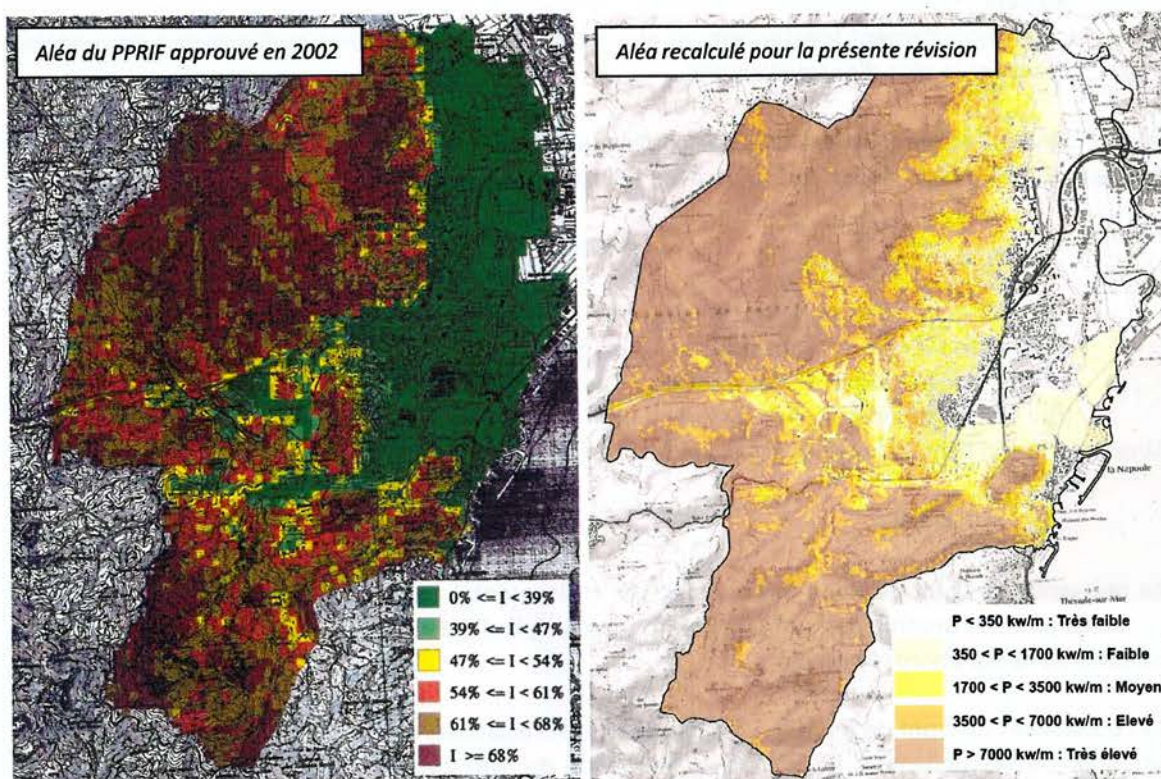 Aléa du PPRIF approuvé en 2002
0% <= I < 39%
39% <= I < 47%
47% <= I < 54%
54% <= I < 61%
61% <= I < 68%
I >= 68%
Aléa recalculé pour la présente révision
la Napoule
Théoule-sur-Mer
P < 350 kw/m : Très faible
350 < P < 1700 kw/m : Faible
1700 < P < 3500 kw/m : Moyen
3500 < P < 7000 kw/m : Elevé
P > 7000 kw/m : Très élevé